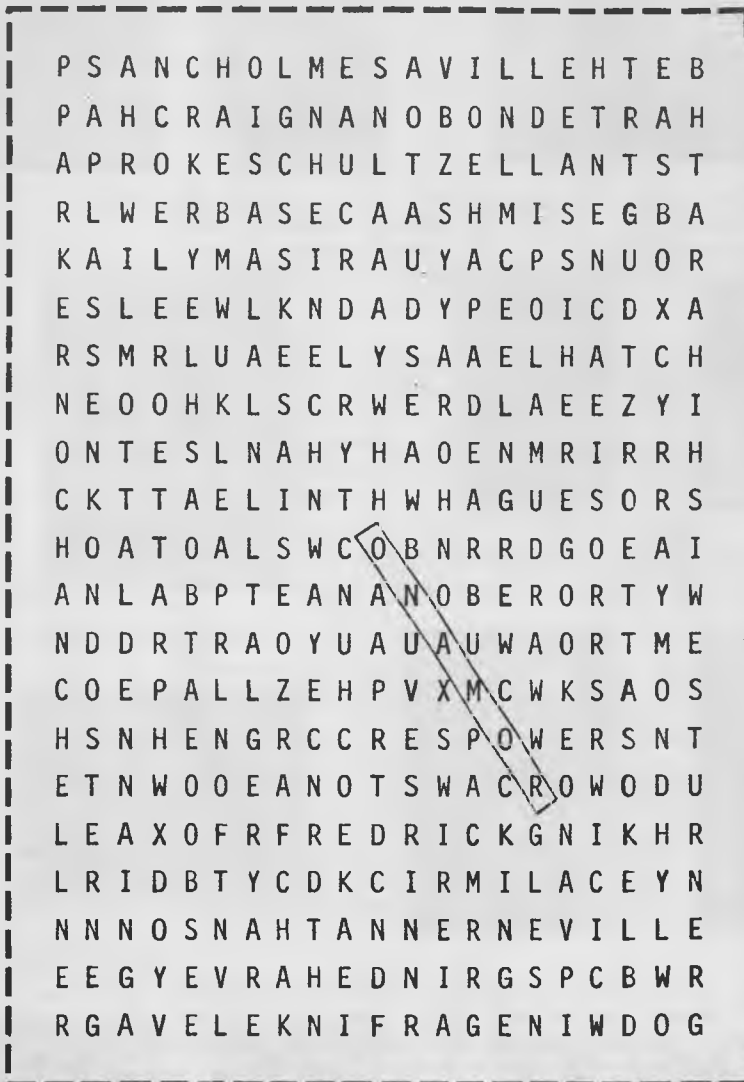 P S A N C H O L M E S A V I L L E H T E B
P A H C R A I G N A N O B O N D E T R A H
A P R O K E S C H U L T Z E L L A N T S T
R L W E R B A S E C A A S H M I S E G B A
K A I L Y M A S I R A U Y A C P S N U O R
E S L E E W L K N D A D Y P E O I C D X A
R S M R L U A E E L Y S A A E L H A T C H
N E O O H K L S C R W E R D L A E E Z Y I
O N T E S L N A H Y H A O E N M R I R R H
C K T T A E L I N T H W H A G U E S O R S
H O A T O A L S W C O B N R R D G O E A I
A N L A B P T E A N A N O B E R O R T Y W
N D D R T R A O Y U A U A U W A O R T M E
C O E P A L L Z E H P V X M C W K S A O S
H S N H E N G R C C R E S P O W E R S N T
E T N W O O E A N O T S W A C R O W O D U
L E A X O F R F R E D R I C K G N I K H R
L R I D B T Y C D K C I R M I L A C E Y N
N N N O S N A H T A N N E R N E V I L L E
E E G Y E V R A H E D N I R G S P C B W R
R G A V E L E K N I F R A G E N I W D O G